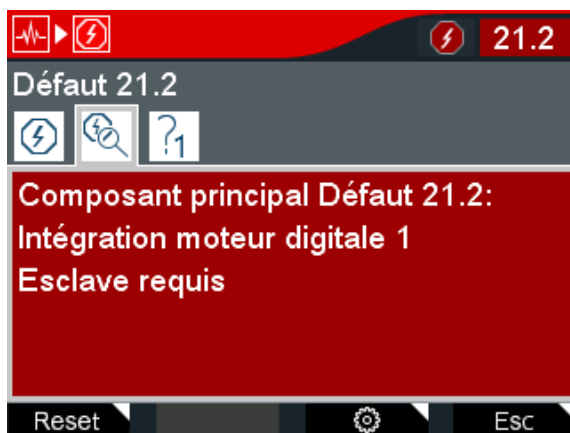 21.2
Défaut 21.2
?1
Composant principal Défaut 21.2:
Intégration moteur digitale 1
Esclave requis
Reset
Esc